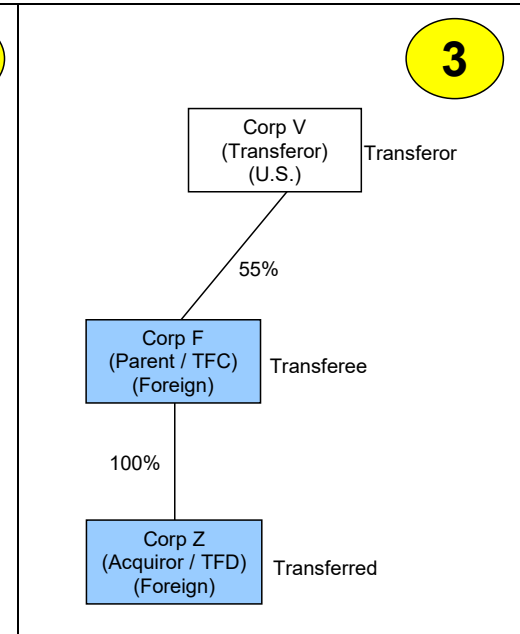 3
Corp V
(Transferor)
(U.S.)
Transferor
55%
Corp F
(Parent / TFC)
(Foreign)
Transferee
100%
Corp Z
(Acquiror / TFD)
(Foreign)
Transferred